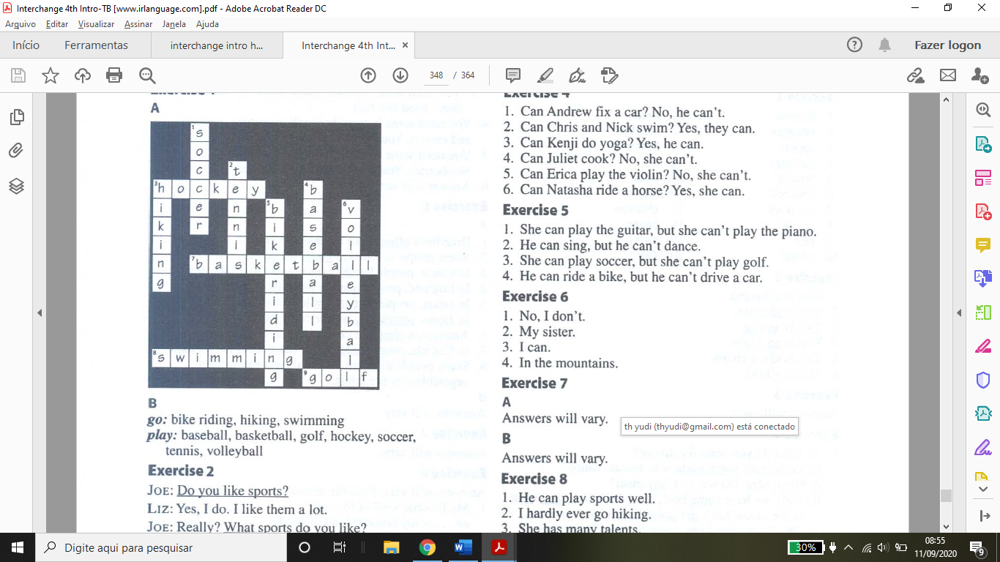 Interchange 4th Intro-TB [www.irlanguage.com].pdf - Adobe Acrobat Reader DC
Arquivo Editar Visualizar Assinar Janela Ajuda
Início Ferramentas interchange intro h... Interchange 4th Int... × Fazer logon
348 / 364
A
1 s
o
c 2 t
3 h o c k e y 4 b
i e n 5 b a 6 v
k r n i s o
i i k e l
n 7 b a s k e t b a l l
g r a e
i l y
d l b
i a
8 s w i m m i n g l
g 9 g o l f
B
go: bike riding, hiking, swimming
play: baseball, basketball, golf, hockey, soccer,
tennis, volleyball
Exercise 2
JOE: Do you like sports?
LIZ: Yes, I do. I like them a lot.
JOE: Really? What sports do you like?
Exercise 4
1. Can Andrew fix a car? No, he can't.
2. Can Chris and Nick swim? Yes, they can.
3. Can Kenji do yoga? Yes, he can.
4. Can Juliet cook? No, she can't.
5. Can Erica play the violin? No, she can't.
6. Can Natasha ride a horse? Yes, she can.
Exercise 5
1. She can play the guitar, but she can't play the piano.
2. He can sing, but he can't dance.
3. She can play soccer, but she can't play golf.
4. He can ride a bike, but he can't drive a car.
Exercise 6
1. No, I don't.
2. My sister.
3. I can.
4. In the mountains.
Exercise 7
A
Answers will vary.
th yudi (thyudi@gmail.com) está conectado
B
Answers will vary.
Exercise 8
1. He can play sports well.
2. I hardly ever go hiking.
3. She has many talents.
Digite aqui para pesquisar
30%
08:55
11/09/2020
9